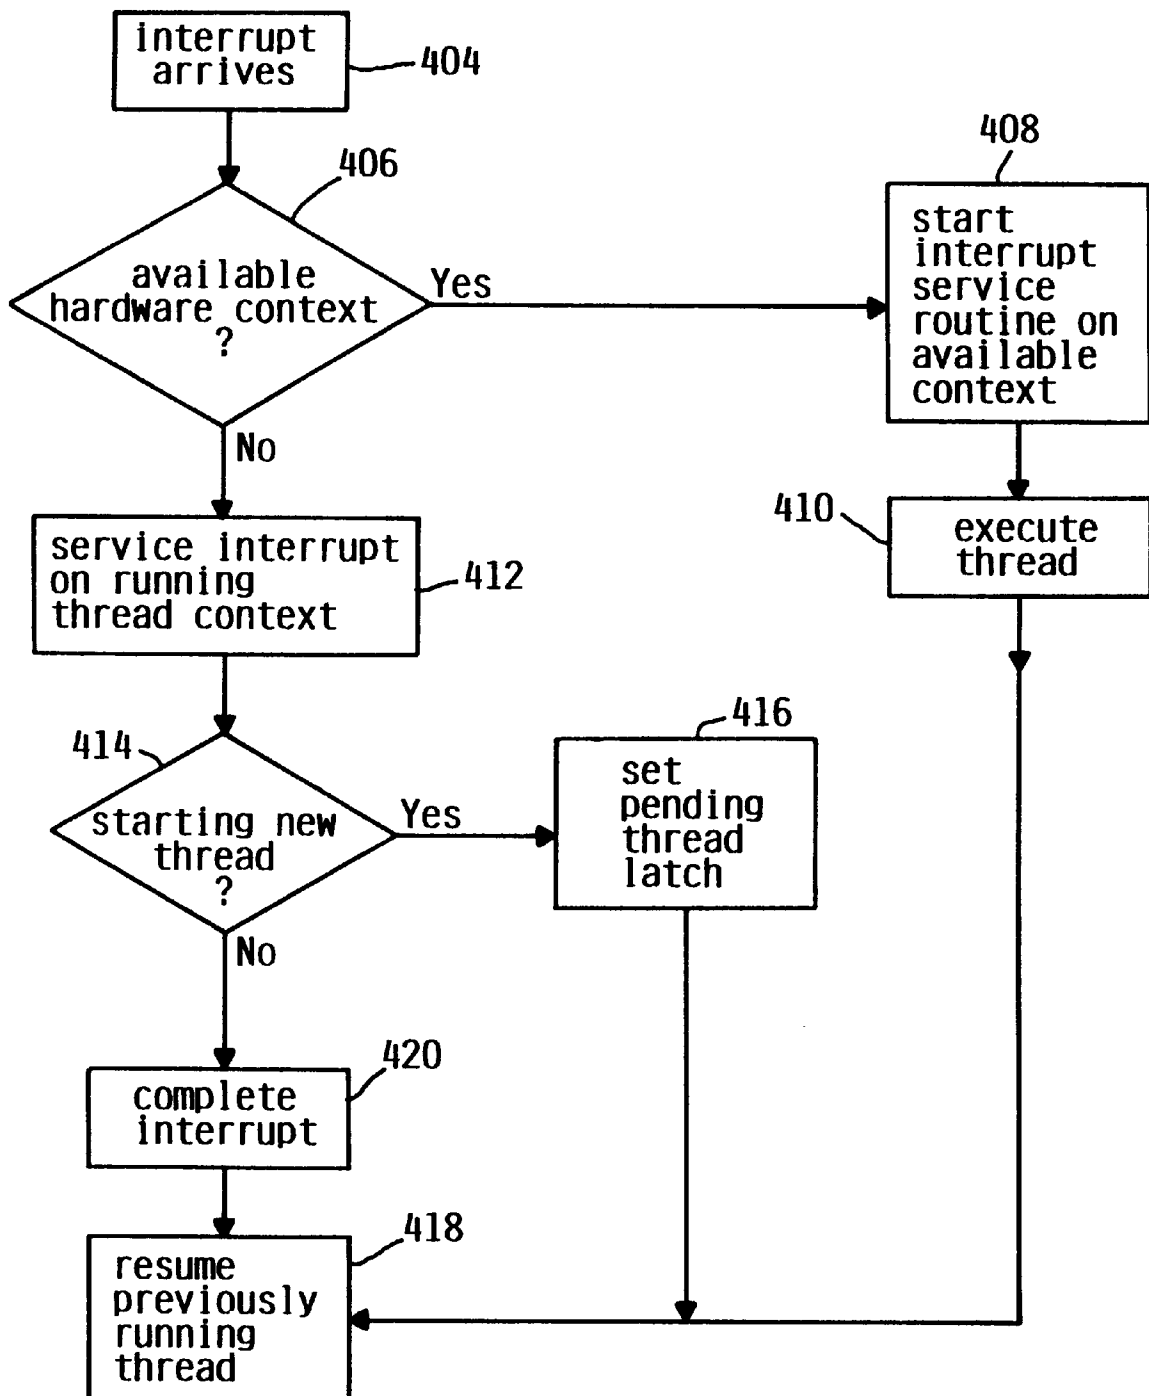 interrupt
arrives
404
406
available
hardware context
?
Yes
No
408
start
interrupt
service
routine on
available
context
410
execute
thread
service interrupt
on running
thread context
412
414
starting new
thread
?
Yes
No
416
set
pending
thread
latch
420
complete
interrupt
418
resume
previously
running
thread